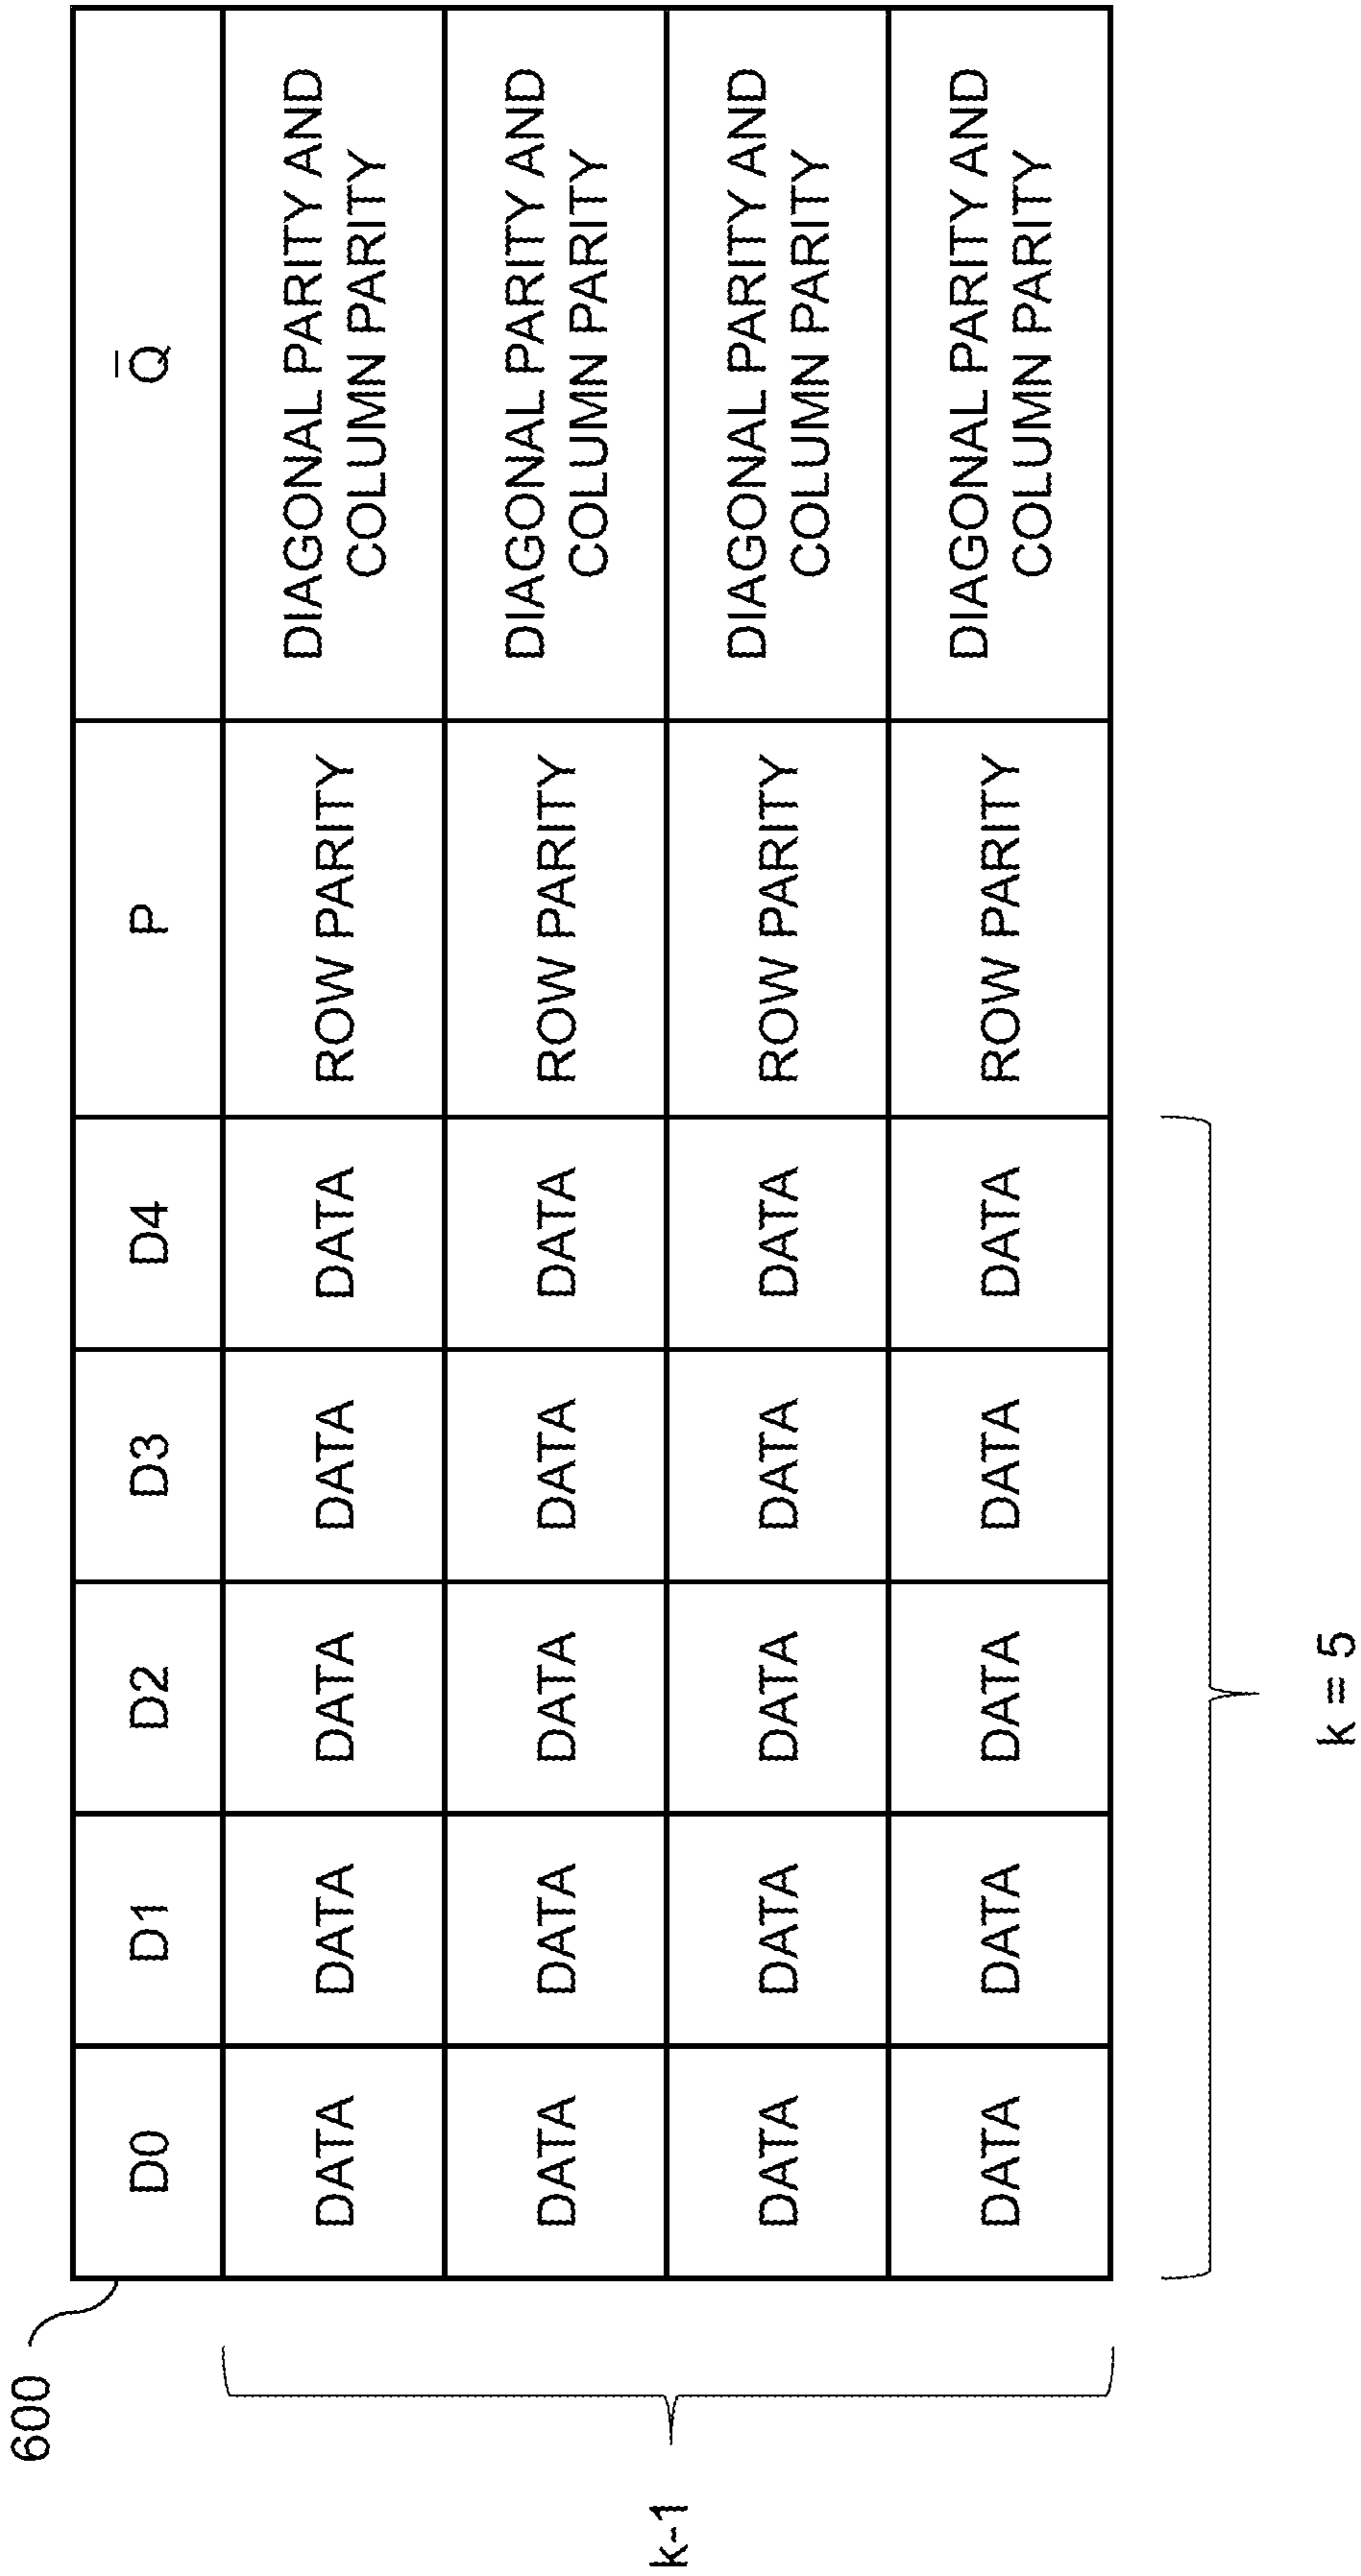 600
D0 D1 D2 D3 D4 P Q̄
DATA DATA DATA DATA DATA ROW PARITY DIAGONAL PARITY AND
COLUMN PARITY
DATA DATA DATA DATA DATA ROW PARITY DIAGONAL PARITY AND
COLUMN PARITY
DATA DATA DATA DATA DATA ROW PARITY DIAGONAL PARITY AND
COLUMN PARITY
DATA DATA DATA DATA DATA ROW PARITY DIAGONAL PARITY AND
COLUMN PARITY
k-1
k = 5